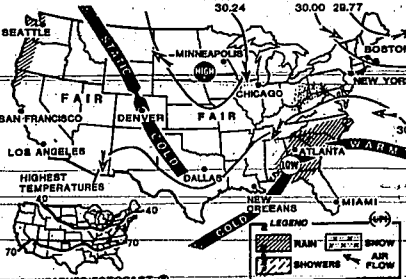 30.24 30.00 29.77
SEATTLE
MINNEAPOLIS
BOSTON
STATIC
HIGH
NEW YORK
CHICAGO
FAIR
DENVER
FAIR
SAN FRANCISCO
LOS ANGELES
COLD
ATLANTA
WARM
LOW
HIGHEST
TEMPERATURES
DALLAS
NEW
ORLEANS
MIAMI
COLD
40
40
70
70
LEGEND
UPI
RAIN
SNOW
SHOWERS
AIR
FLOW